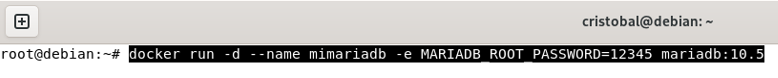 cristobal@debian: ~
root@debian:~# docker run -d --name mimariadb -e MARIADB_ROOT_PASSWORD=12345 mariadb:10.5